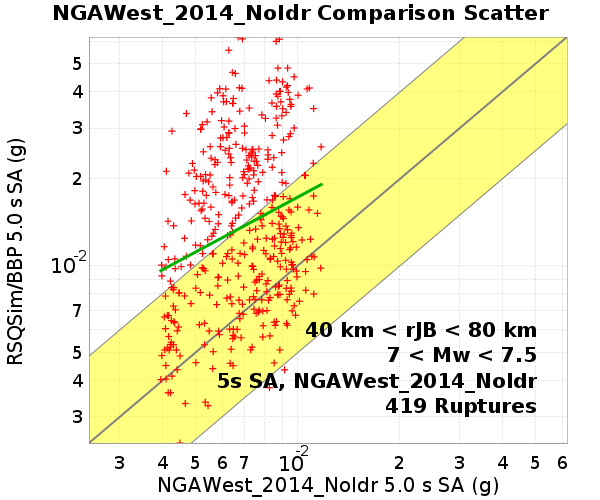 NGAWest_2014_NoIdr Comparison Scatter
RSQSim/BBP 5.0 s SA (g)
5
4
3
2
10-2
7
5
4
3
40 km < rJB < 80 km
7 < Mw < 7.5
5s SA, NGAWest_2014_NoIdr
419 Ruptures
3 4 5 6 7 10-2 2 3 4 5 6
NGAWest_2014_NoIdr 5.0 s SA (g)